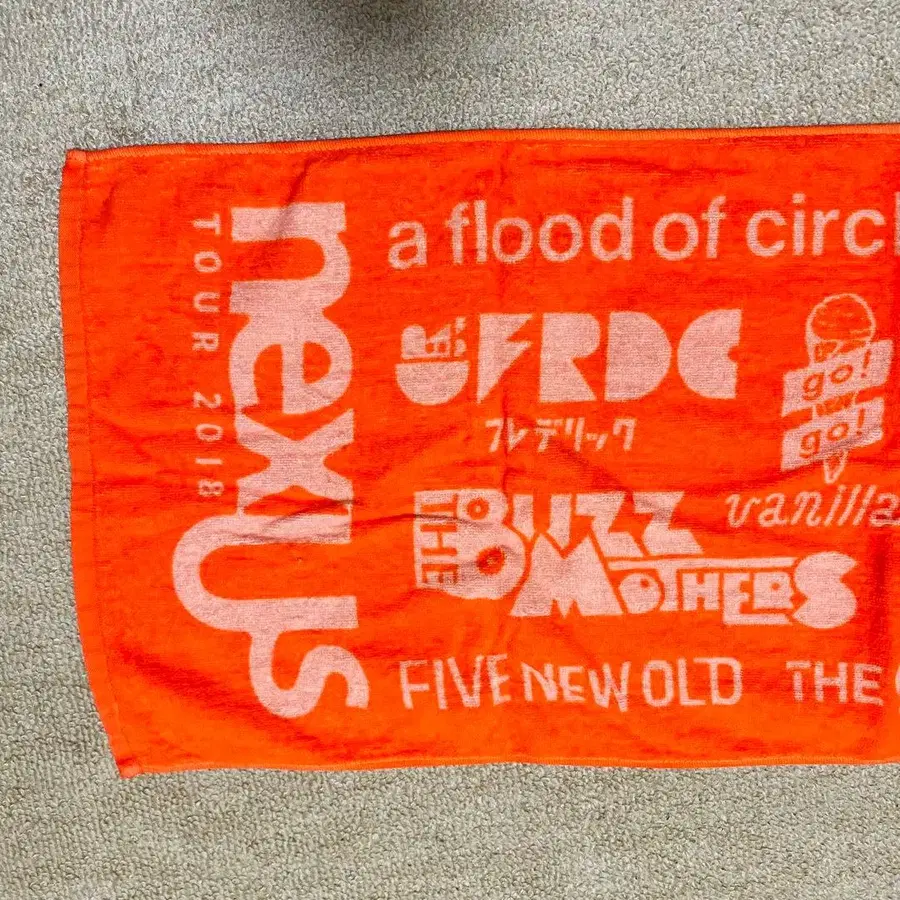 nexUs
TOUR 2018
a flood of circl
FRDC
フレデリック
go!
go!
vanilla
THE BUZZ MOTHERS
FIVE NEW OLD THE